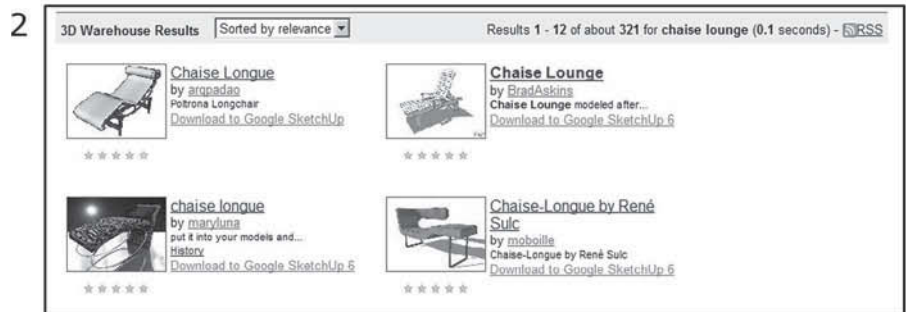 2
3D Warehouse Results Sorted by relevance Results 1 - 12 of about 321 for chaise lounge (0.1 seconds) - RSS
Chaise Longue
by arqpadao
Poltrona Longchair
Download to Google SketchUp
Chaise Lounge
by BradAskins
Chaise Lounge modeled after...
Download to Google SketchUp 6
chaise longue
by maryluna
put it into your models and...
History
Download to Google SketchUp 6
Chaise-Longue by René
Sulc
by moboille
Chaise-Longue by René Sulc
Download to Google SketchUp 6